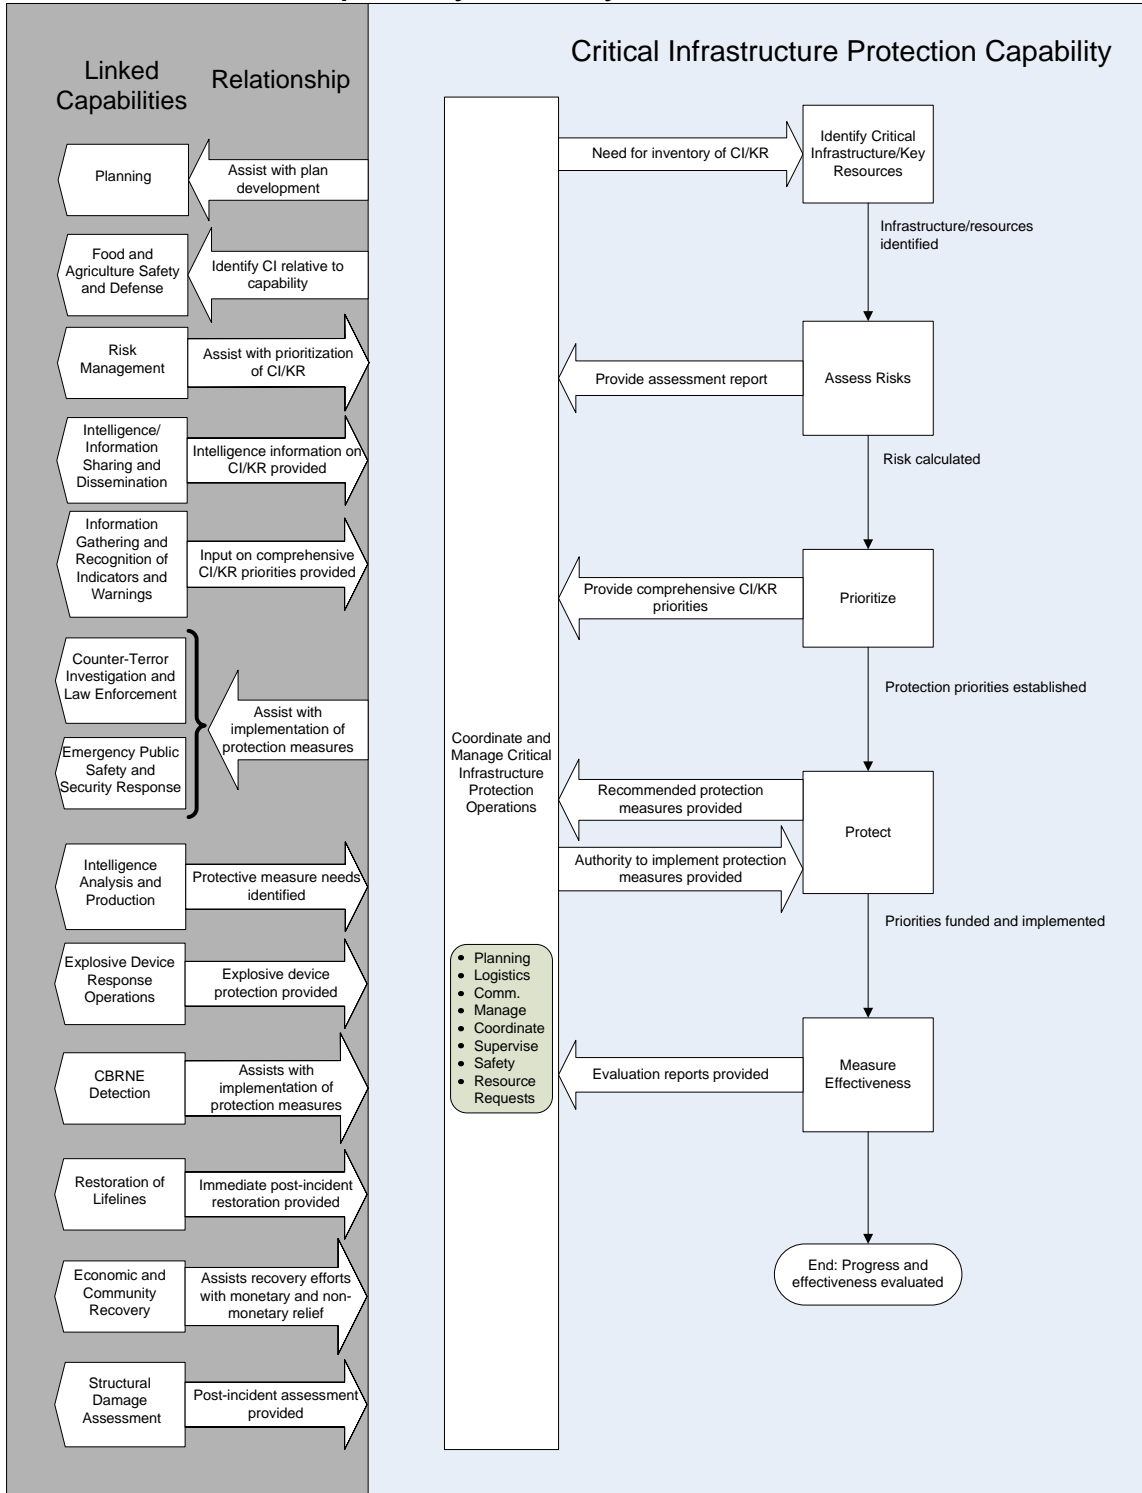 Critical Infrastructure Protection Capability
Linked
Capabilities
Relationship
Planning
Assist with plan
development
Food and
Agriculture Safety
and Defense
Identify CI relative to
capability
Risk
Management
Assist with prioritization
of CI/KR
Intelligence/
Information
Sharing and
Dissemination
Intelligence information on
CI/KR provided
Information
Gathering and
Recognition of
Indicators and
Warnings
Input on comprehensive
CI/KR priorities provided
Counter-Terror
Investigation and
Law Enforcement
Emergency Public
Safety and
Security Response
Assist with
implementation of
protection measures
Intelligence
Analysis and
Production
Protective measure needs
identified
Explosive Device
Response
Operations
Explosive device
protection provided
CBRNE
Detection
Assists with
implementation of
protection measures
Restoration of
Lifelines
Immediate post-incident
restoration provided
Economic and
Community
Recovery
Assists recovery efforts
with monetary and non-
monetary relief
Structural
Damage
Assessment
Post-incident assessment
provided
Coordinate and
Manage Critical
Infrastructure
Protection
Operations
• Planning
• Logistics
• Comm.
• Manage
• Coordinate
• Supervise
• Safety
• Resource
Requests
Need for inventory of CI/KR
Identify Critical
Infrastructure/Key
Resources
Infrastructure/resources
identified
Provide assessment report
Assess Risks
Risk calculated
Provide comprehensive CI/KR
priorities
Prioritize
Protection priorities established
Recommended protection
measures provided
Authority to implement protection
measures provided
Protect
Priorities funded and implemented
Evaluation reports provided
Measure
Effectiveness
End: Progress and
effectiveness evaluated